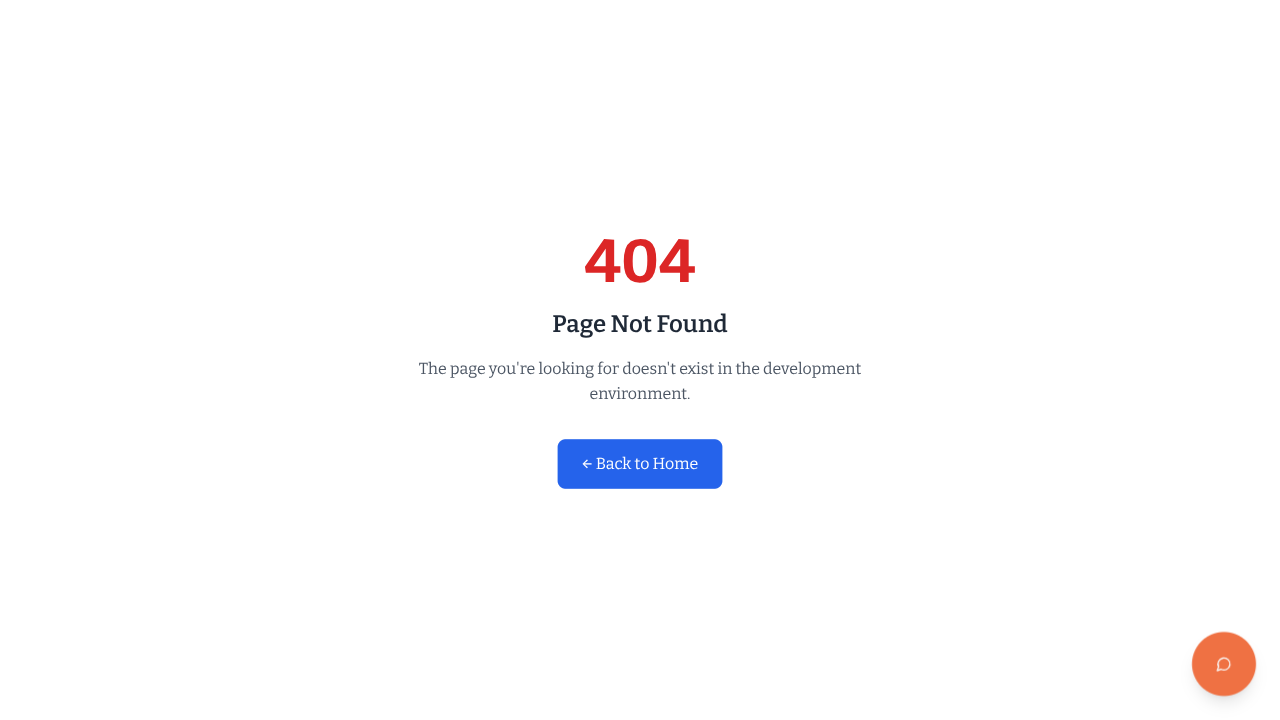 404
Page Not Found
The page you're looking for doesn't exist in the development
environment.
← Back to Home